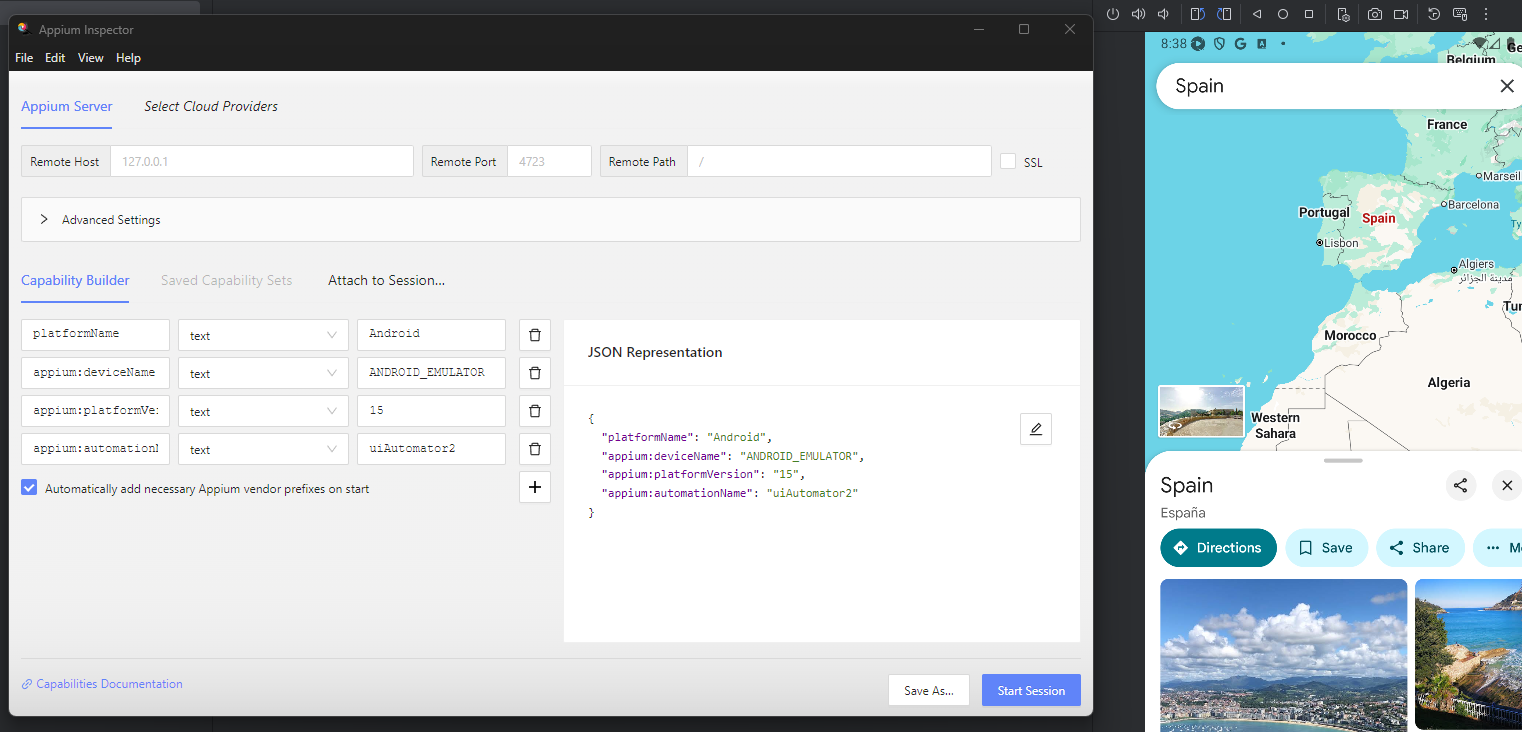 Appium Inspector
File Edit View Help
Appium Server Select Cloud Providers
Remote Host 127.0.0.1 Remote Port 4723 Remote Path / SSL
Advanced Settings
Capability Builder Saved Capability Sets Attach to Session...
platformName text Android
appium:deviceName text ANDROID_EMULATOR
appium:platformVe text 15
appium:automation text uiAutomator2
Automatically add necessary Appium vendor prefixes on start
JSON Representation
{
"platformName": "Android",
"appium:deviceName": "ANDROID_EMULATOR",
"appium:platformVersion": "15",
"appium:automationName": "uiAutomator2"
}
Capabilities Documentation
Save As... Start Session
8:38
Ge
Belgium
Spain
France
Marseil
Barcelona
Portugal
Spain
Ty
Lisbon
Algiers
مدينة الجزائر
Tun
Morocco
Algeria
Western
Sahara
Spain
España
Directions Save Share Mo